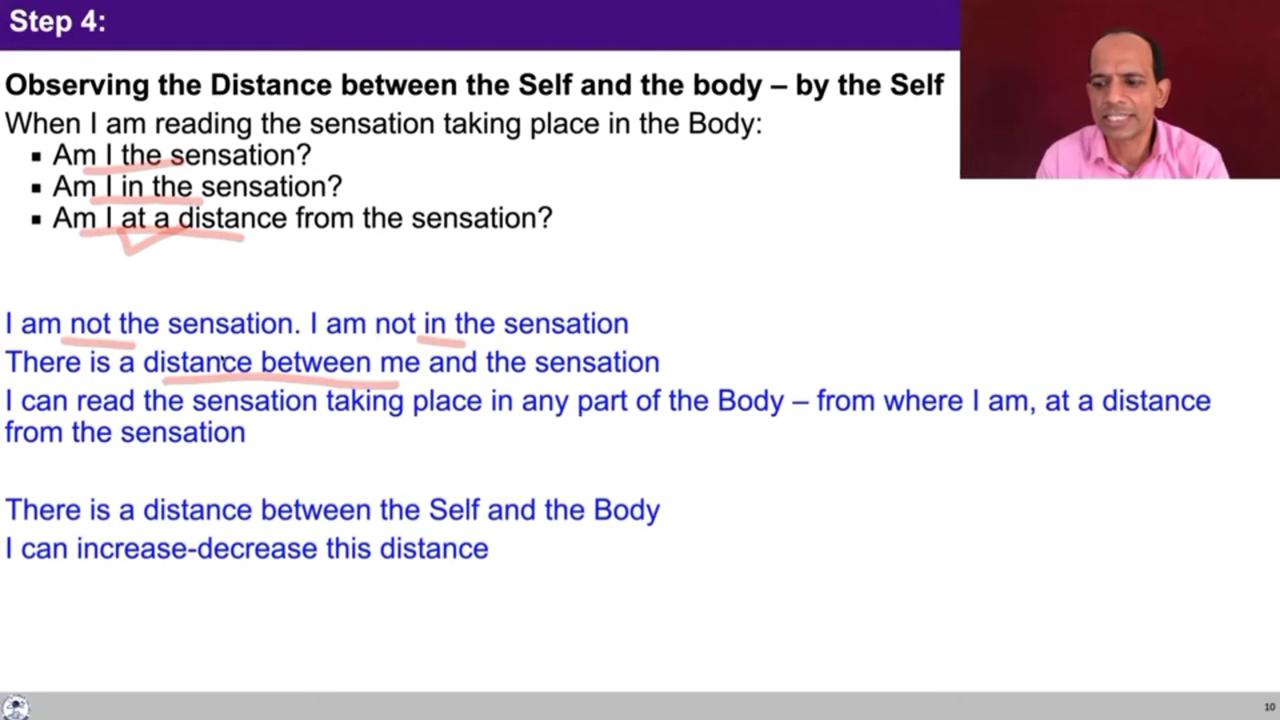 Step 4:
Observing the Distance between the Self and the body – by the Self
When I am reading the sensation taking place in the Body:
▪ Am I the sensation?
▪ Am I in the sensation?
▪ Am I at a distance from the sensation?
I am not the sensation. I am not in the sensation
There is a distance between me and the sensation
I can read the sensation taking place in any part of the Body – from where I am, at a distance
from the sensation
There is a distance between the Self and the Body
I can increase-decrease this distance
10